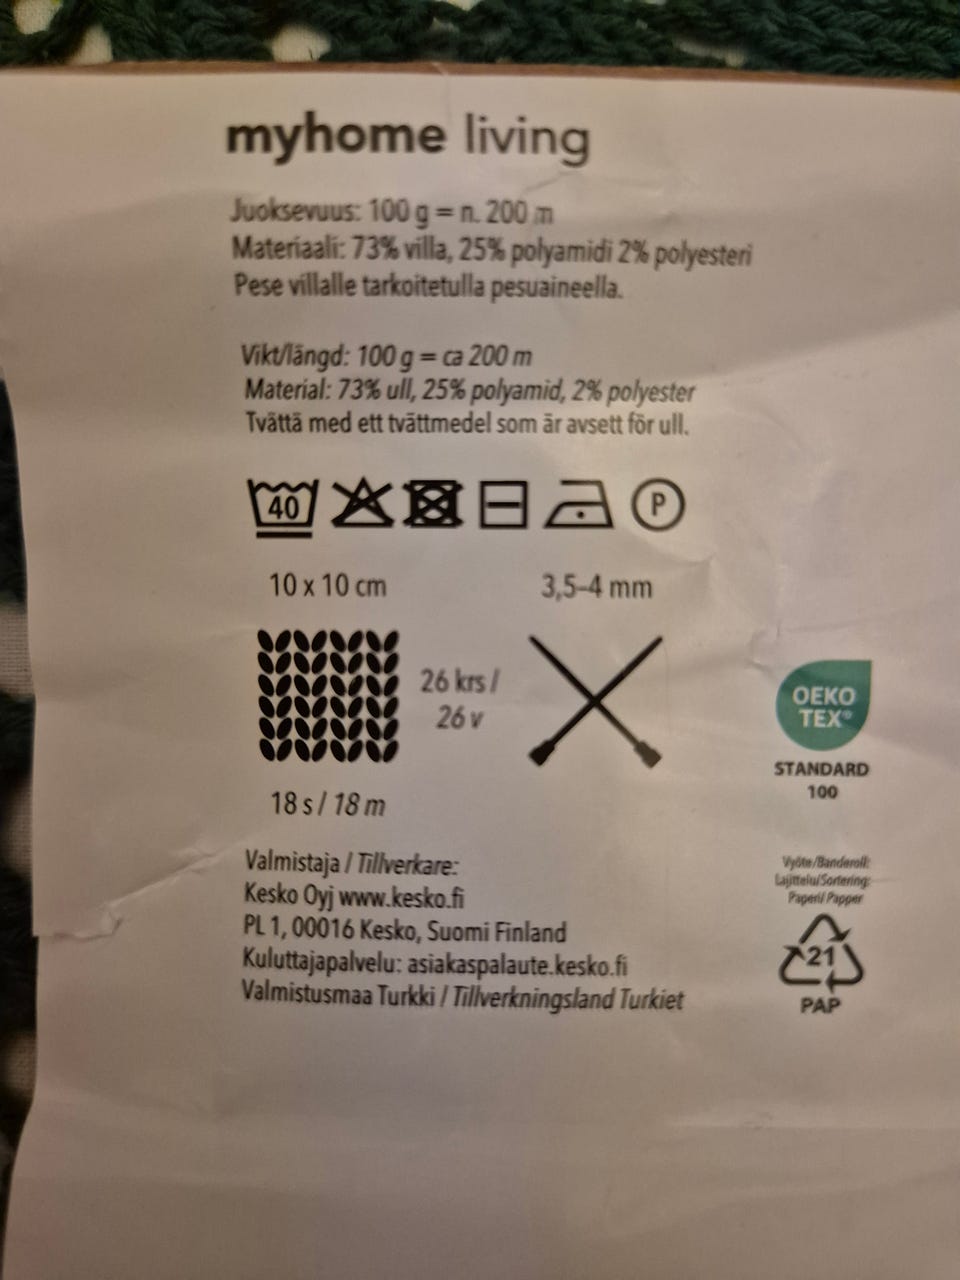 myhome living
Juoksevuus: 100 g = n. 200 m
Materiaali: 73% villa, 25% polyamidi 2% polyesteri
Pese villalle tarkoitetulla pesuaineella.
Vikt/längd: 100 g = ca 200 m
Material: 73% ull, 25% polyamid, 2% polyester
Tvättä med ett tvättmedel som är avsett för ull.
40
P
10 x 10 cm
3,5–4 mm
26 krs /
26 v
18 s / 18 m
OEKO
TEX®
STANDARD
100
Valmistaja / Tillverkare:
Kesko Oyj www.kesko.fi
PL 1, 00016 Kesko, Suomi Finland
Kuluttajapalvelu: asiakaspalaute.kesko.fi
Valmistusmaa Turkki / Tillverkningsland Turkiet
Vyöte/Banderoll:
Lajittelu/Sortering:
Paperi/ Papper
21
PAP